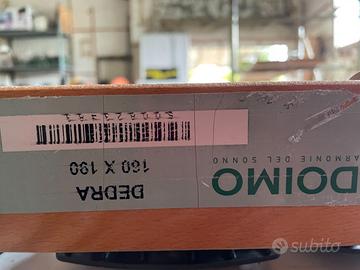 DOIMO
ARMONIE DEL SONNO
DEDRA
160 X 190
subito